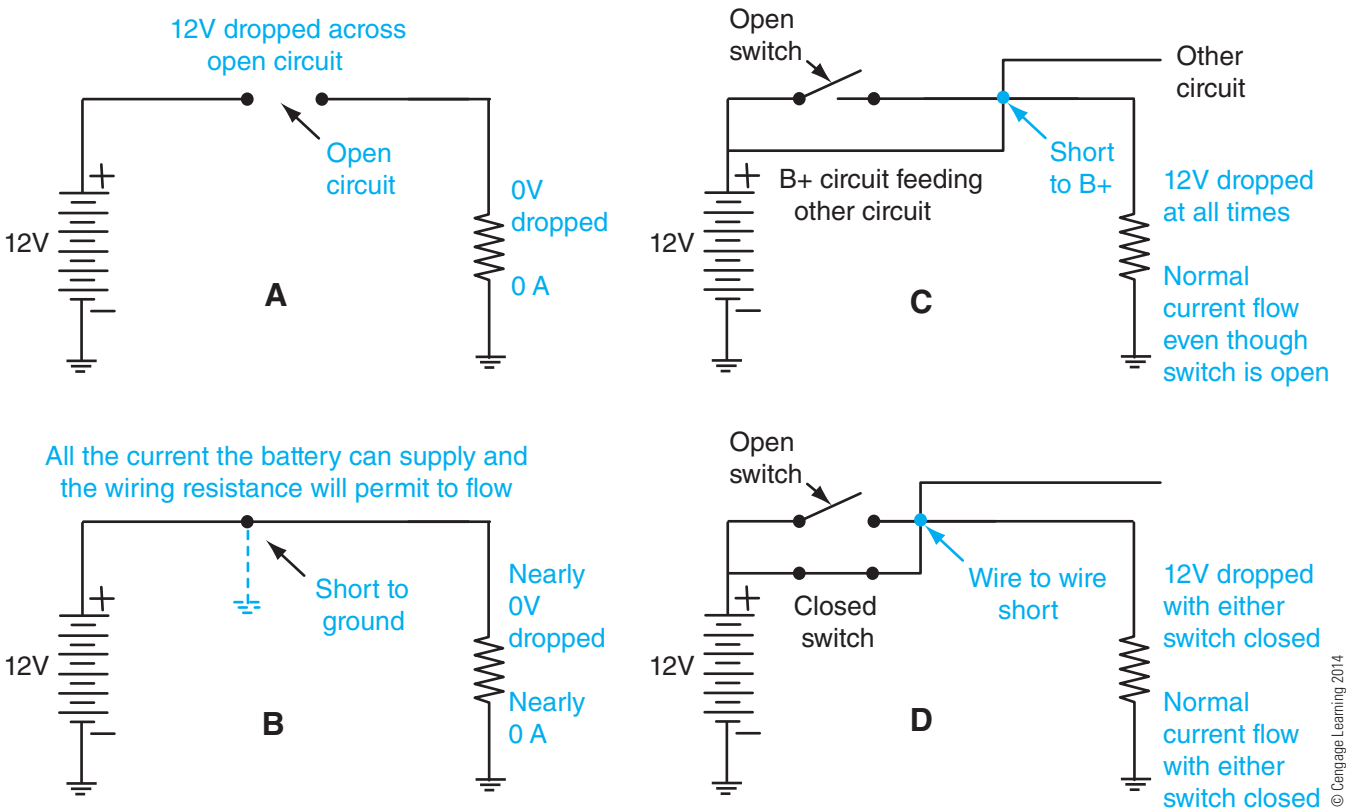 12V dropped across
open circuit
Open
circuit
+
12V
−
0V
dropped
0 A
A
Open
switch
Other
circuit
Short
to B+
+
B+ circuit feeding
other circuit
12V
−
12V dropped
at all times
Normal
current flow
even though
switch is open
C
All the current the battery can supply and
the wiring resistance will permit to flow
Short to
ground
+
12V
−
Nearly
0V
dropped
Nearly
0 A
B
Open
switch
Wire to wire
short
+
Closed
switch
12V
−
12V dropped
with either
switch closed
Normal
current flow
with either
switch closed
D
© Cengage Learning 2014